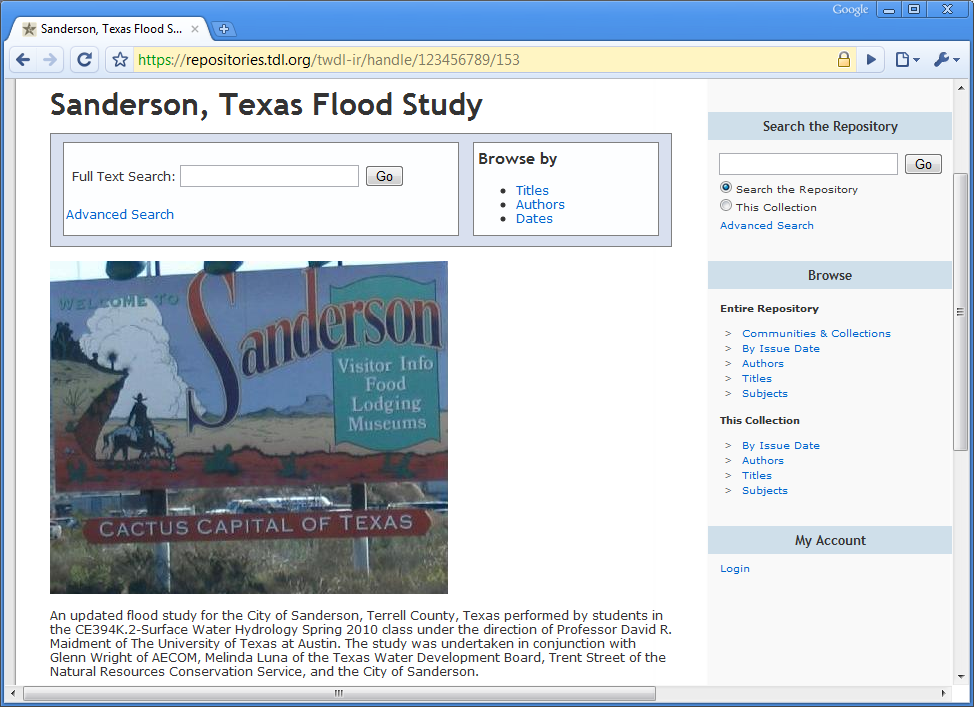 Google
Sanderson, Texas Flood S...
https://repositories.tdl.org/twdl-ir/handle/123456789/153
Sanderson, Texas Flood Study
Full Text Search:
Go
Advanced Search
Browse by
Titles
Authors
Dates
WELCOME TO
Sanderson
Visitor Info
Food
Lodging
Museums
CACTUS CAPITAL OF TEXAS
An updated flood study for the City of Sanderson, Terrell County, Texas performed by students in
the CE394K.2-Surface Water Hydrology Spring 2010 class under the direction of Professor David R.
Maidment of The University of Texas at Austin. The study was undertaken in conjunction with
Glenn Wright of AECOM, Melinda Luna of the Texas Water Development Board, Trent Street of the
Natural Resources Conservation Service, and the City of Sanderson.
Search the Repository
Go
Search the Repository
This Collection
Advanced Search
Browse
Entire Repository
> Communities & Collections
> By Issue Date
> Authors
> Titles
> Subjects
This Collection
> By Issue Date
> Authors
> Titles
> Subjects
My Account
Login